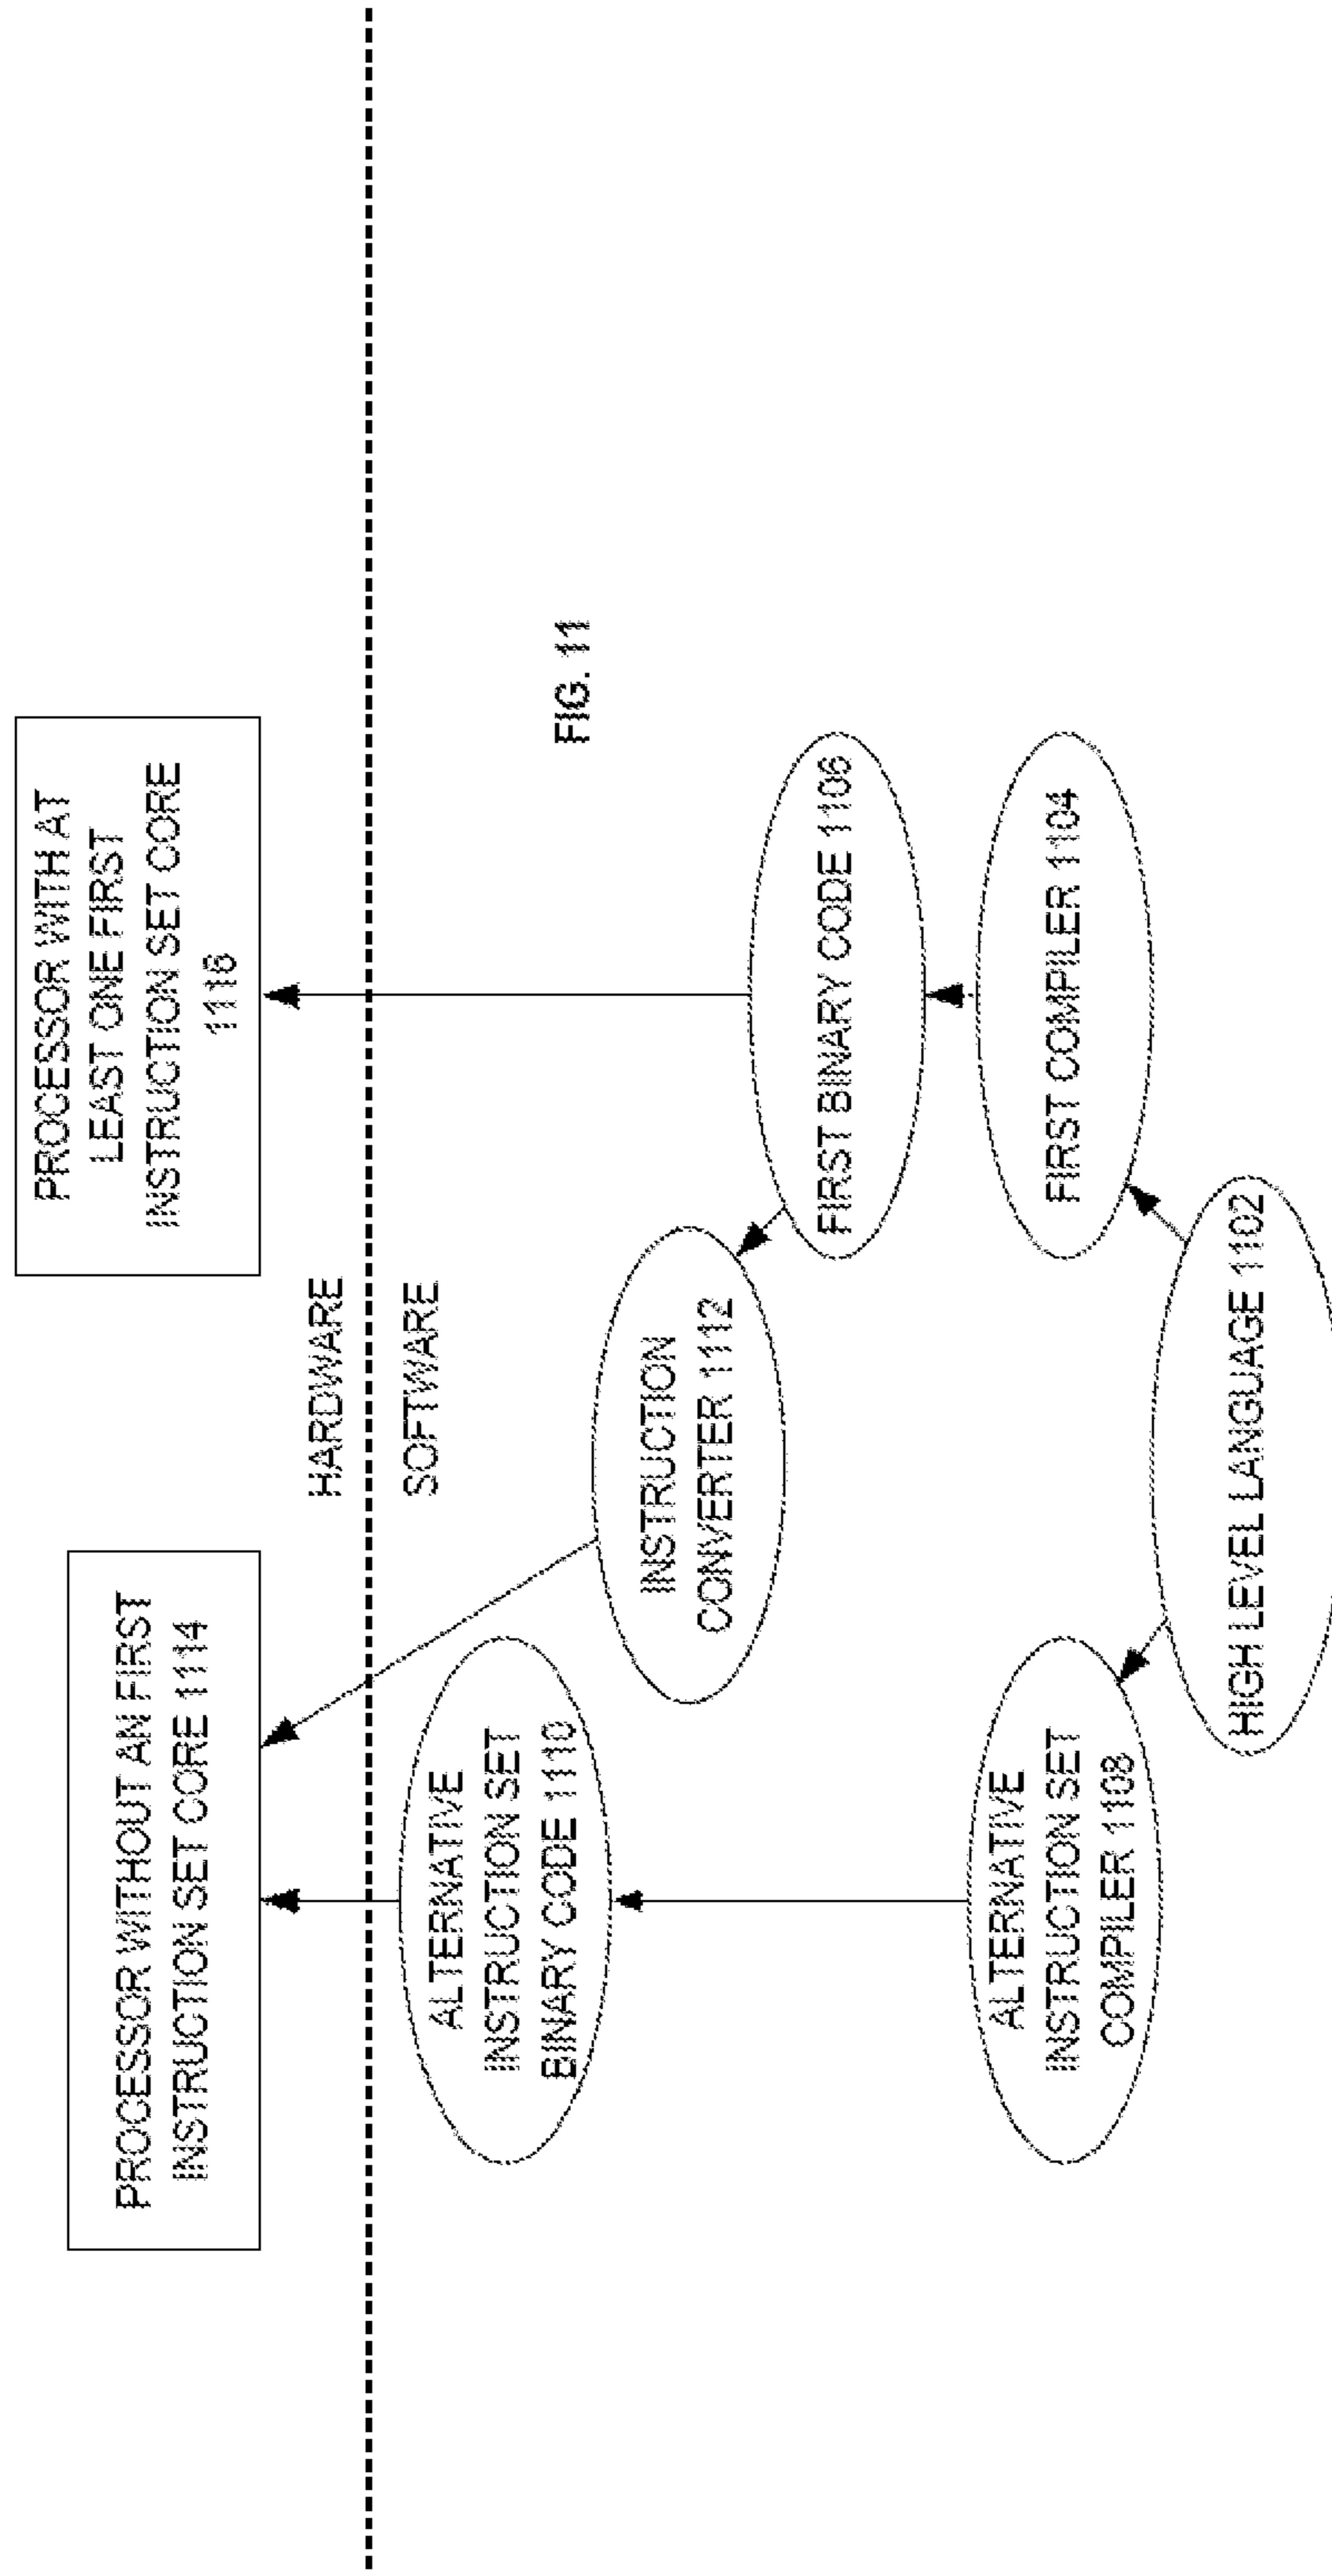 PROCESSOR WITHOUT AN FIRST
INSTRUCTION SET CORE 1114
PROCESSOR WITH AT
LEAST ONE FIRST
INSTRUCTION SET CORE
1116
HARDWARE
SOFTWARE
ALTERNATIVE
INSTRUCTION SET
BINARY CODE 1110
INSTRUCTION
CONVERTER 1112
FIG. 11
FIRST BINARY CODE 1106
ALTERNATIVE
INSTRUCTION SET
COMPILER 1108
FIRST COMPILER 1104
HIGH LEVEL LANGUAGE 1102